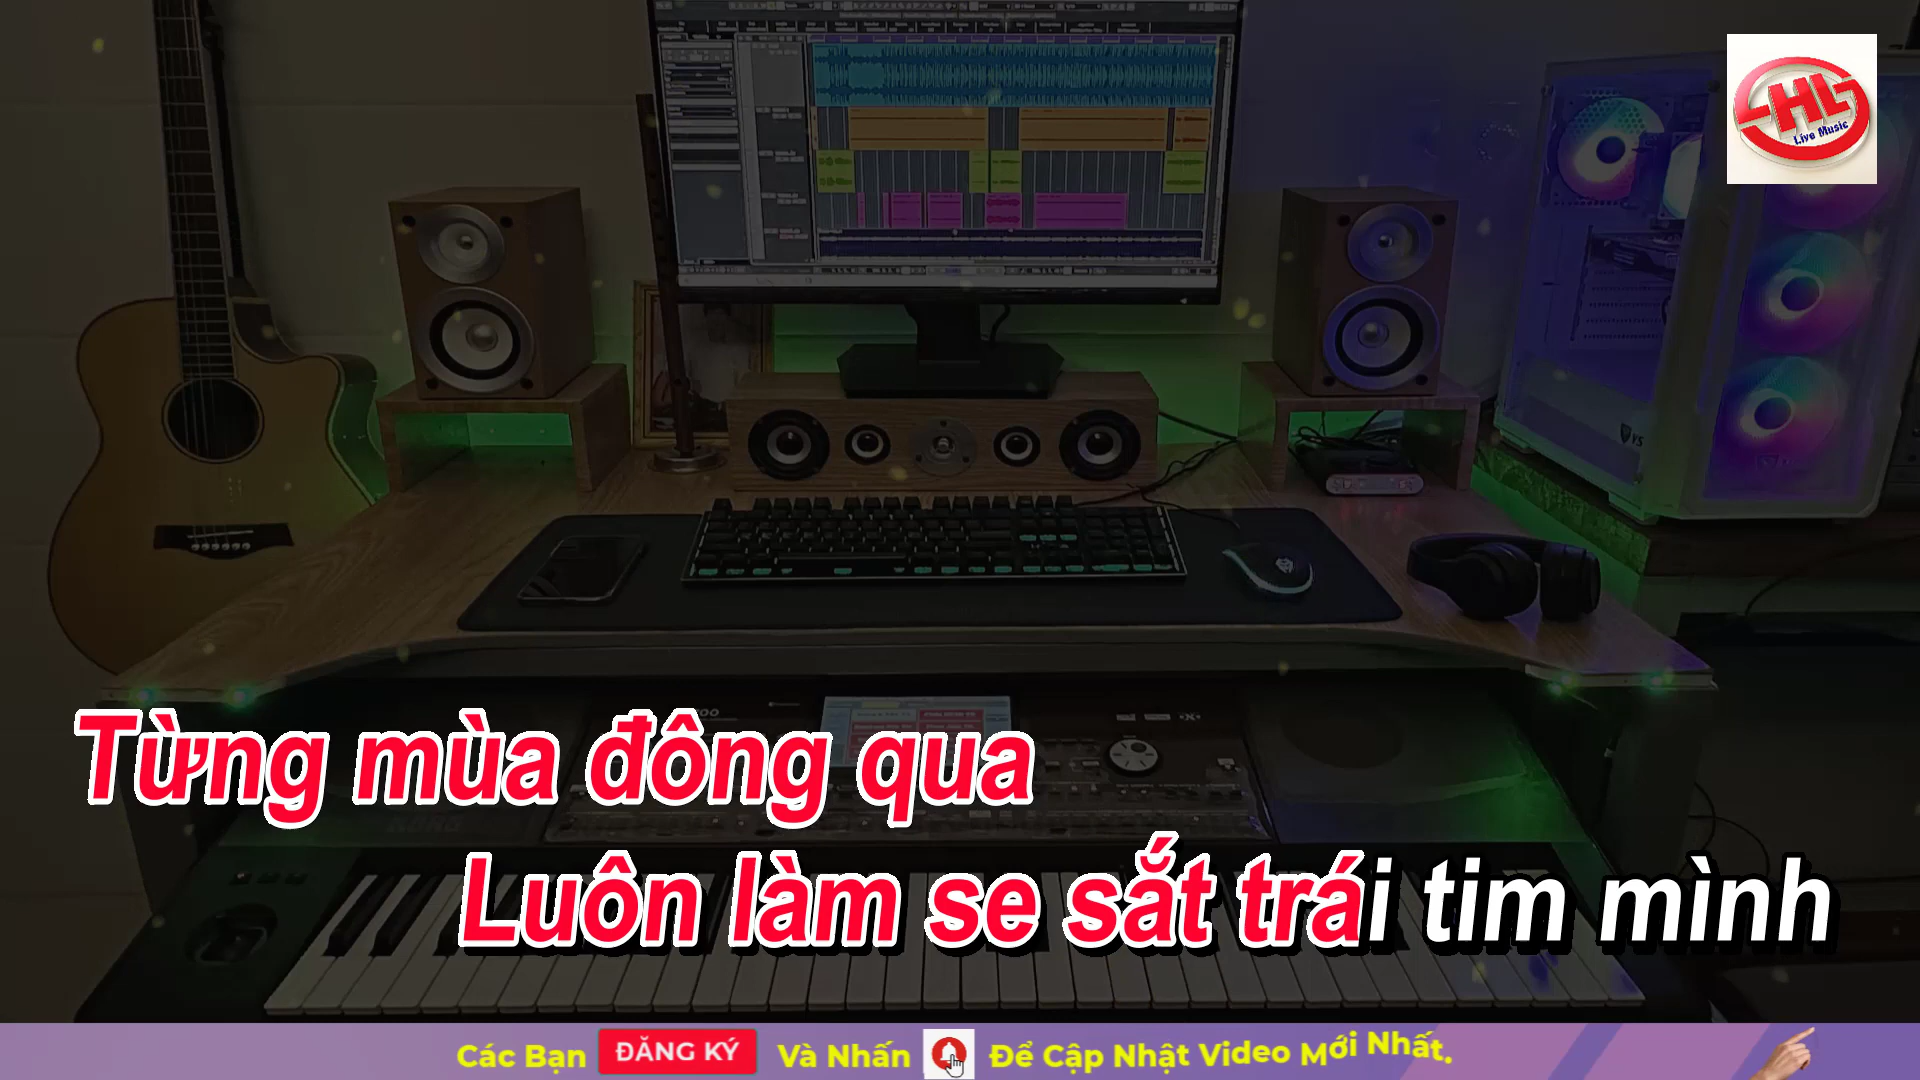 HL
Live Music
Từng mùa đông qua
Luôn làm se sắt trái tim mình
Các Bạn ĐĂNG KÝ Và Nhấn Để Cập Nhật Video Mới Nhất.